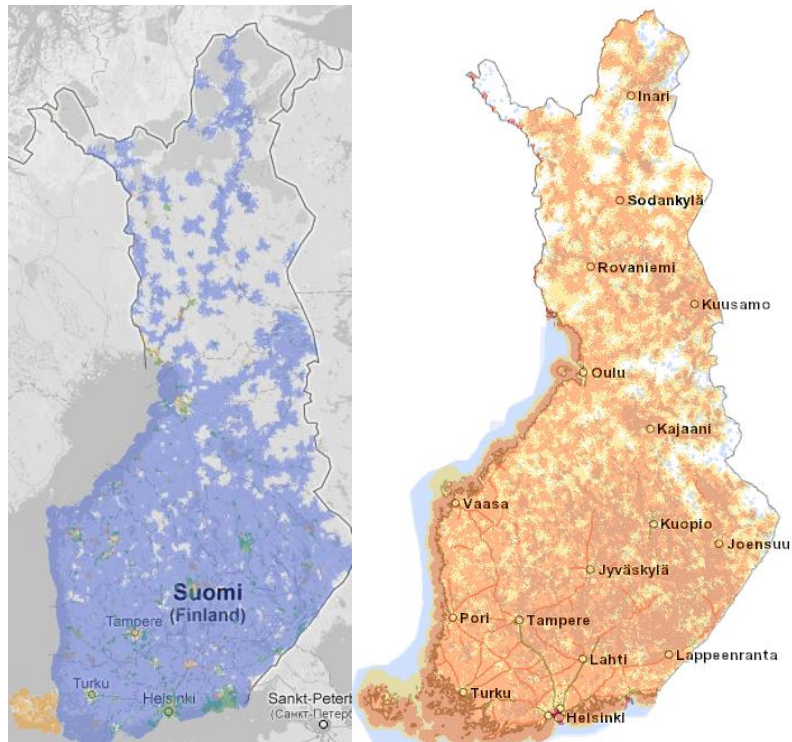 Suomi
(Finland)
Tampere
Turku
Helsinki
Sankt-Peterb
(Санкт-Петерб
Inari
Sodankylä
Rovaniemi
Kuusamo
Oulu
Kajaani
Vaasa
Kuopio
Joensuu
Jyväskylä
Pori
Tampere
Lahti
Lappeenranta
Turku
Helsinki